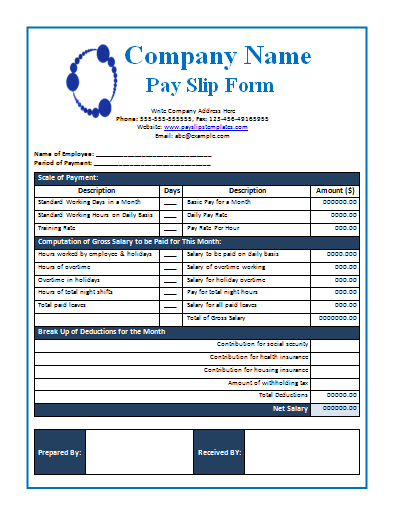 Company Name
Pay Slip Form
Write Company Address Here
Phone: 555-555-555555, Fax: 123-456-49165955
Website: www.payslipstemplates.com
Email: abc@example.com
Name of Employee: ______________________________
Period of Payment: ______________________________
Scale of Payment:
Description Days Description Amount ($)
Standard Working Days in a Month ___ Basic Pay for a Month 000000.00
Standard Working Hours on Daily Basis ___ Daily Pay Rate 0000.00
Training Rate ___ Pay Rate Per Hour 000.00
Computation of Gross Salary to be Paid for This Month:
Hours worked by employee & holidays ___ Salary to be paid on daily basis 0000.000
Hours of overtime ___ Salary of overtime working 000.00
Overtime in holidays ___ Salary for holiday overtime 000.00
Hours of total night shifts ___ Pay for total night hours 000.00
Total paid leaves ___ Salary for all paid leaves 000.00
Total of Gross Salary 0000000.00
Break Up of Deductions for the Month
Contribution for social security
Contribution for health insurance
Contribution for housing insurance
Amount of withholding tax
Total Deductions 00000.00
Net Salary 000000.00
Prepared By: Received BY: